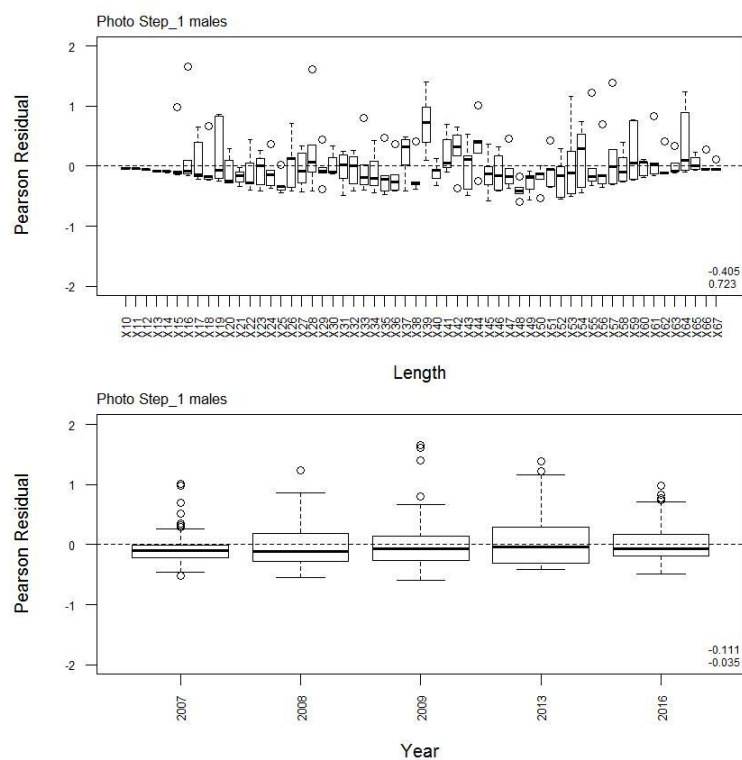 Photo Step_1 males
2
1
0
-1
-2
Pearson Residual
-0.405
0.723
X10 X11 X12 X13 X14 X15 X16 X17 X18 X19 X20 X21 X22 X23 X24 X25 X26 X27 X28 X29 X30 X31 X32 X33 X34 X35 X36 X37 X38 X39 X40 X41 X42 X43 X44 X45 X46 X47 X48 X49 X50 X51 X52 X53 X54 X55 X56 X57 X58 X59 X60 X61 X62 X63 X64 X65 X66 X67
Length
Photo Step_1 males
2
1
0
-1
-2
Pearson Residual
-0.111
-0.035
2007 2008 2009 2013 2016
Year